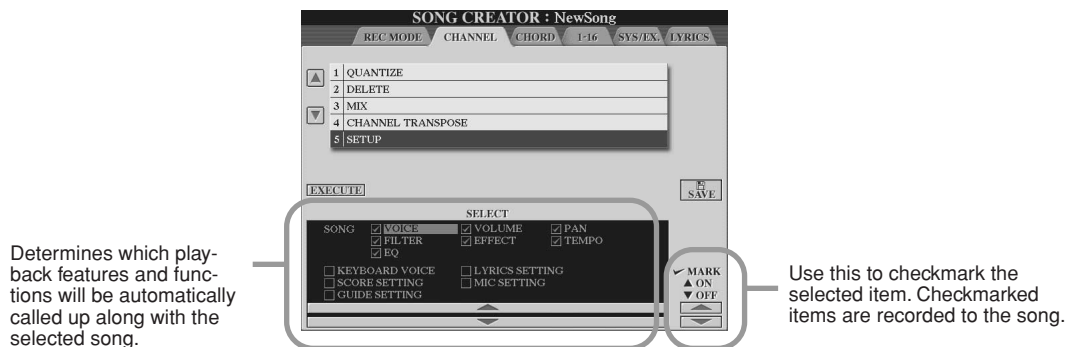 SONG CREATOR : NewSong
REC MODE CHANNEL CHORD 1-16 SYS/EX. LYRICS
1 QUANTIZE
2 DELETE
3 MIX
4 CHANNEL TRANSPOSE
5 SETUP
EXECUTE
SAVE
SELECT
SONG VOICE VOLUME PAN
FILTER EFFECT TEMPO
EQ
KEYBOARD VOICE LYRICS SETTING
SCORE SETTING MIC SETTING
GUIDE SETTING
MARK
▲ ON
▼ OFF
Determines which play-
back features and func-
tions will be automatically
called up along with the
selected song.
Use this to checkmark the
selected item. Checkmarked
items are recorded to the song.